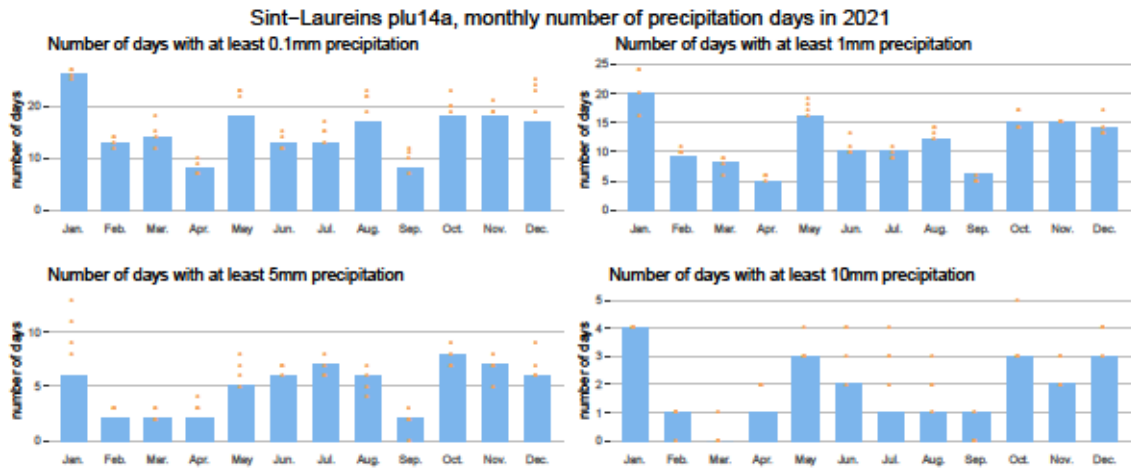 Sint-Laureins plu14a, monthly number of precipitation days in 2021
Number of days with at least 0.1mm precipitation
number of days
20
10
0
Jan. Feb. Mar. Apr. May Jun. Jul. Aug. Sep. Oct. Nov. Dec.
Number of days with at least 1mm precipitation
number of days
25
20
15
10
5
0
Jan. Feb. Mar. Apr. May Jun. Jul. Aug. Sep. Oct. Nov. Dec.
Number of days with at least 5mm precipitation
number of days
10
5
0
Jan. Feb. Mar. Apr. May Jun. Jul. Aug. Sep. Oct. Nov. Dec.
Number of days with at least 10mm precipitation
number of days
5
4
3
2
1
0
Jan. Feb. Mar. Apr. May Jun. Jul. Aug. Sep. Oct. Nov. Dec.